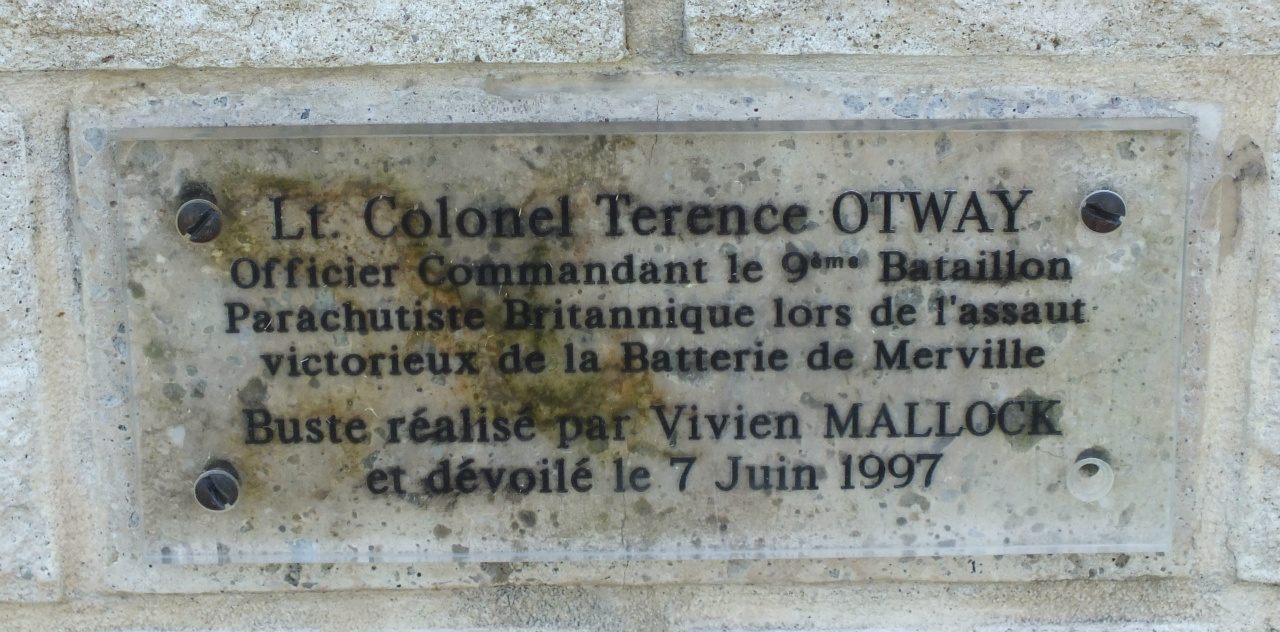 Lt. Colonel Terence OTWAY
Officier Commandant le 9ème Bataillon
Parachutiste Britannique lors de l'assaut
victorieux de la Batterie de Merville
Buste réalisé par Vivien MALLOCK
et dévoilé le 7 Juin 1997